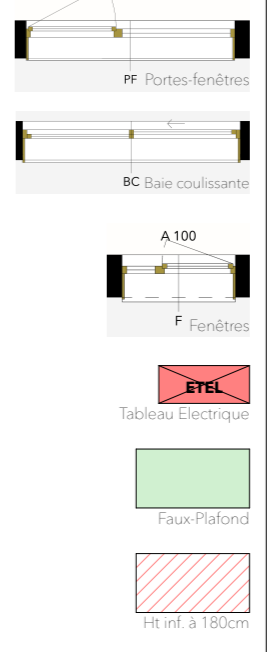 PF Portes-fenêtres
BC Baie coulissante
A 100
F Fenêtres
ETEL
Tableau Electrique
Faux-Plafond
Ht inf. à 180cm